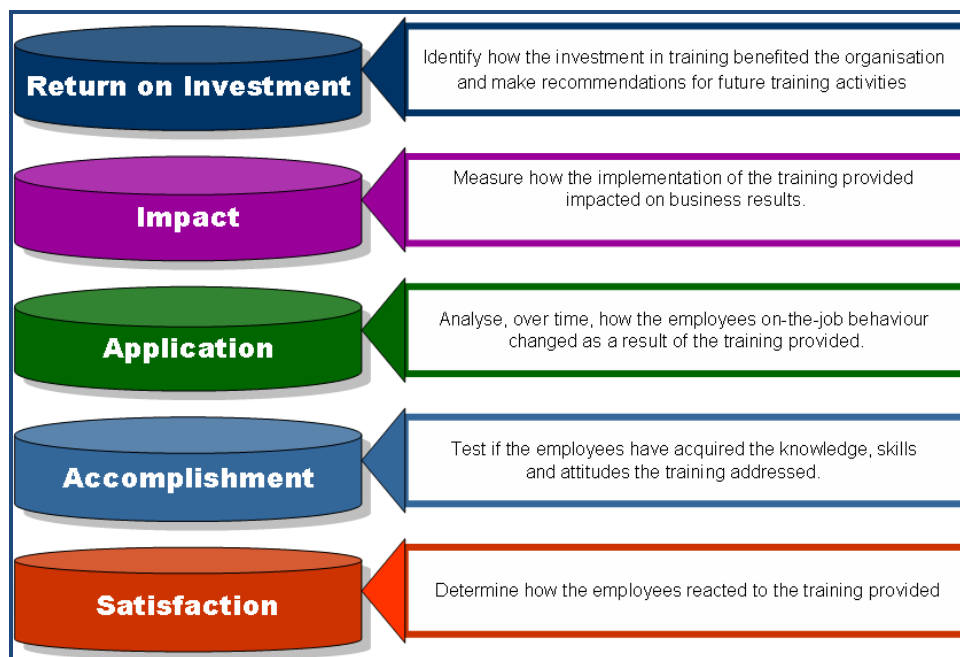 Return on Investment
Identify how the investment in training benefited the organisation
and make recommendations for future training activities
Impact
Measure how the implementation of the training provided
impacted on business results.
Application
Analyse, over time, how the employees on-the-job behaviour
changed as a result of the training provided.
Accomplishment
Test if the employees have acquired the knowledge, skills
and attitudes the training addressed.
Satisfaction
Determine how the employees reacted to the training provided